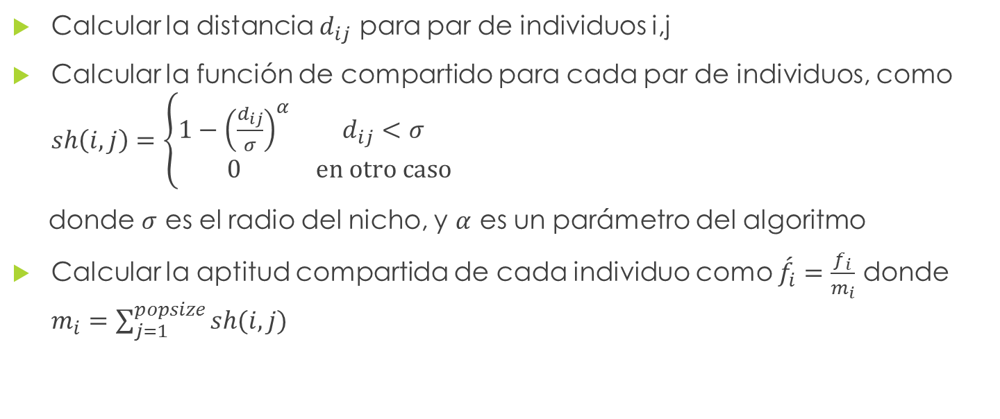 Calcular la distancia $d_{ij}$ para par de individuos i,j
Calcular la función de compartido para cada par de individuos, como
$sh(i,j) = \begin{cases} 1 - \left(\frac{d_{ij}}{\sigma}\right)^{\alpha} & d_{ij} < \sigma \\ 0 & \text{en otro caso} \end{cases}$
donde $\sigma$ es el radio del nicho, y $\alpha$ es un parámetro del algoritmo
Calcular la aptitud compartida de cada individuo como $\acute{f}_i = \frac{f_i}{m_i}$ donde
$m_i = \sum_{j=1}^{popsize} sh(i,j)$